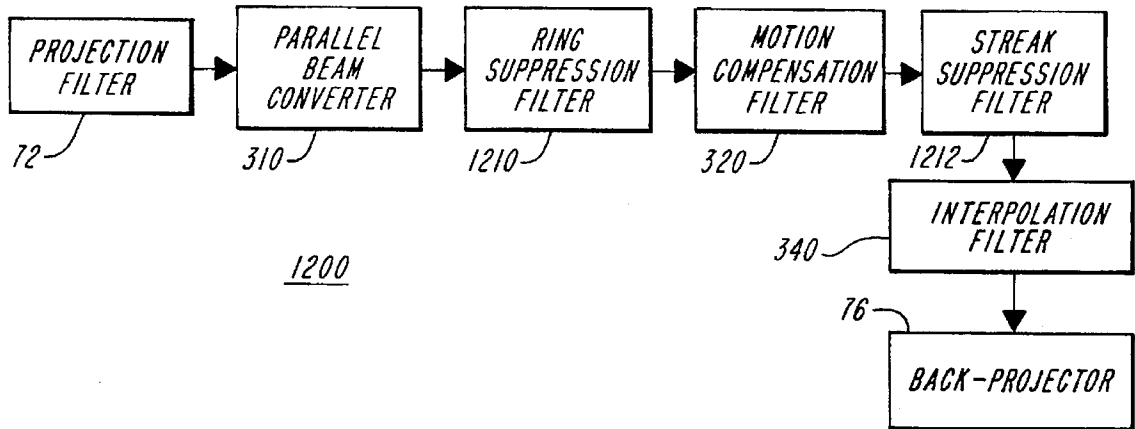 PROJECTION
FILTER
72
PARALLEL
BEAM
CONVERTER
310
RING
SUPPRESSION
FILTER
1210
MOTION
COMPENSATION
FILTER
320
STREAK
SUPPRESSION
FILTER
1212
INTERPOLATION
FILTER
340
1200
76
BACK-PROJECTOR